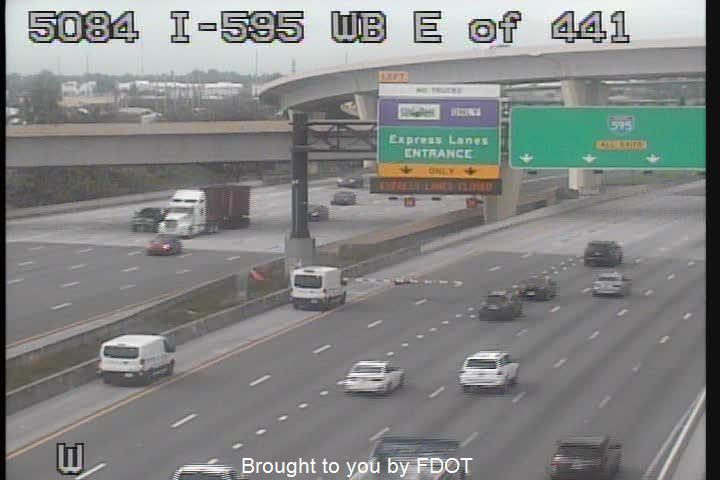 5084 I-595 WB E of 441
LEFT
NO TRUCKS
SUNPASS ONLY
Express Lanes
ENTRANCE
ONLY
EXPRESS LANES CLOSED
595
ALL EXITS
W
Brought to you by FDOT